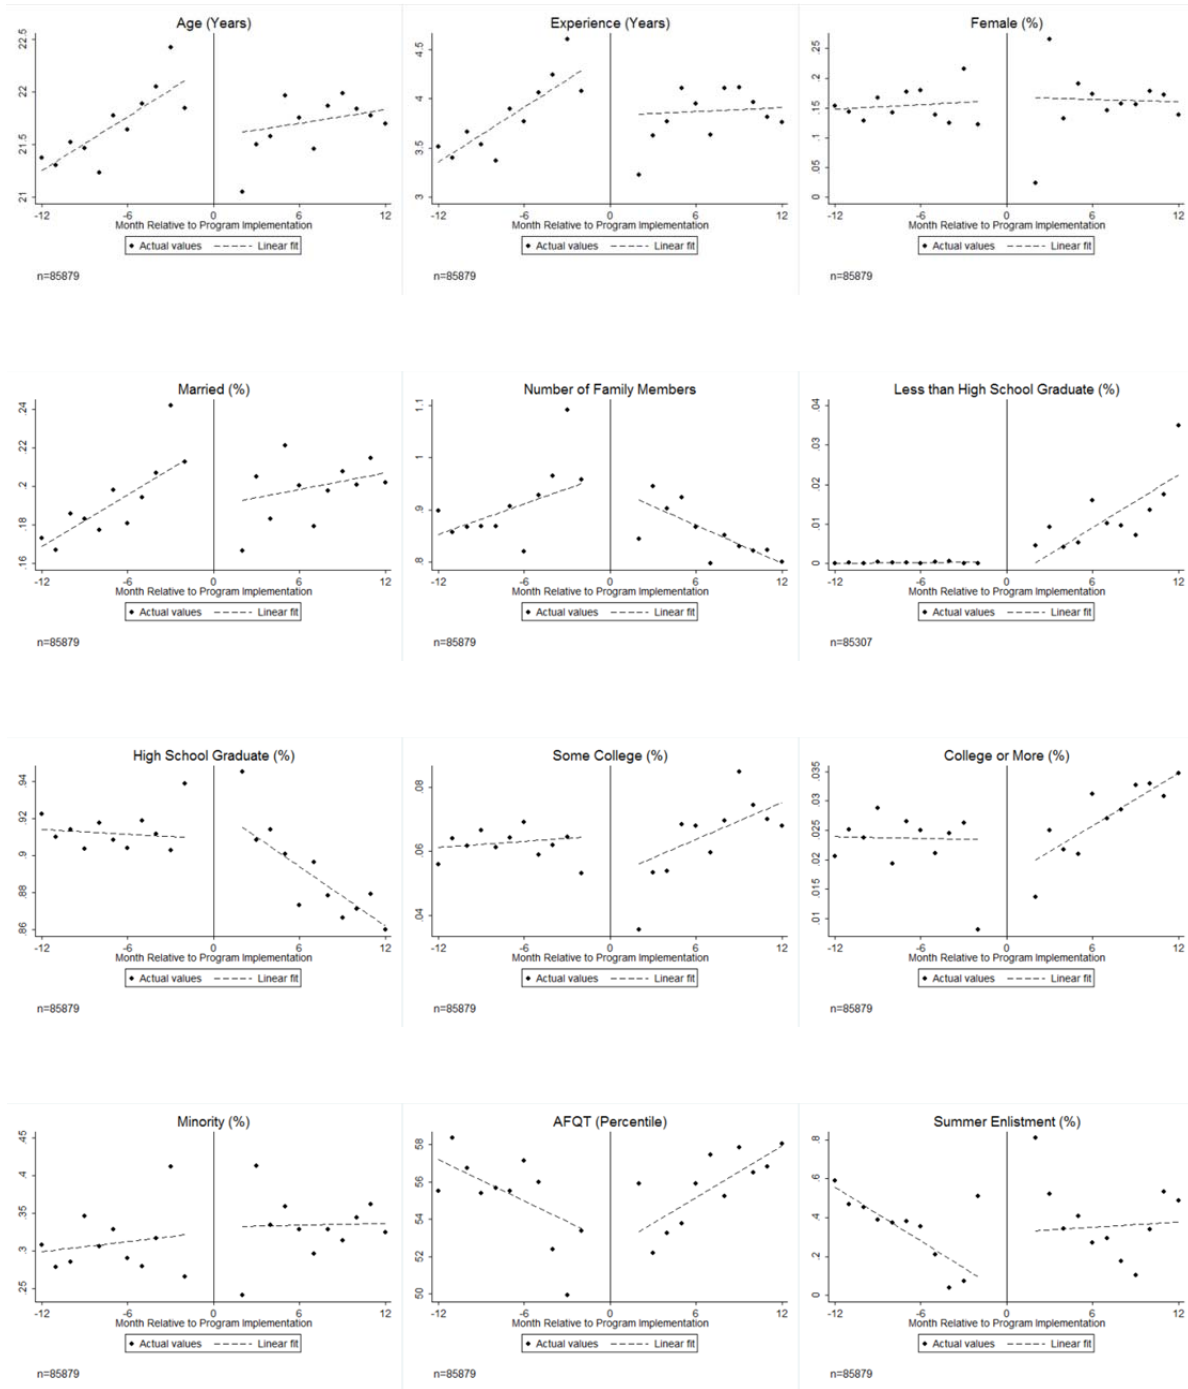 Age (Years)
22.5
22
21.5
21
-12 -6 0 6 12
Month Relative to Program Implementation
Actual values Linear fit
n=85879
Experience (Years)
4.5
4
3.5
3
-12 -6 0 6 12
Month Relative to Program Implementation
Actual values Linear fit
Female (%)
.25
.2
.15
.1
.05
0
-12 -6 0 6 12
Month Relative to Program Implementation
Actual values Linear fit
n=85879
Married (%)
.24
.22
.2
.18
.16
-12 -6 0 6 12
Month Relative to Program Implementation
Actual values Linear fit
n=85879
Number of Family Members
1.1
1
.9
.8
-12 -6 0 6 12
Month Relative to Program Implementation
Actual values Linear fit
n=85879
Less than High School Graduate (%)
.04
.03
.02
.01
0
-12 -6 0 6 12
Month Relative to Program Implementation
Actual values Linear fit
n=85307
High School Graduate (%)
.94
.92
.9
.88
.86
-12 -6 0 6 12
Month Relative to Program Implementation
Actual values Linear fit
n=85879
Some College (%)
.08
.06
.04
-12 -6 0 6 12
Month Relative to Program Implementation
Actual values Linear fit
n=85879
College or More (%)
.035
.03
.025
.02
.015
.01
-12 -6 0 6 12
Month Relative to Program Implementation
Actual values Linear fit
n=85879
Minority (%)
.45
.4
.35
.3
.25
-12 -6 0 6 12
Month Relative to Program Implementation
Actual values Linear fit
n=85879
AFQT (Percentile)
58
56
54
52
50
-12 -6 0 6 12
Month Relative to Program Implementation
Actual values Linear fit
n=85879
Summer Enlistment (%)
.8
.6
.4
.2
0
-12 -6 0 6 12
Month Relative to Program Implementation
Actual values Linear fit
n=85879